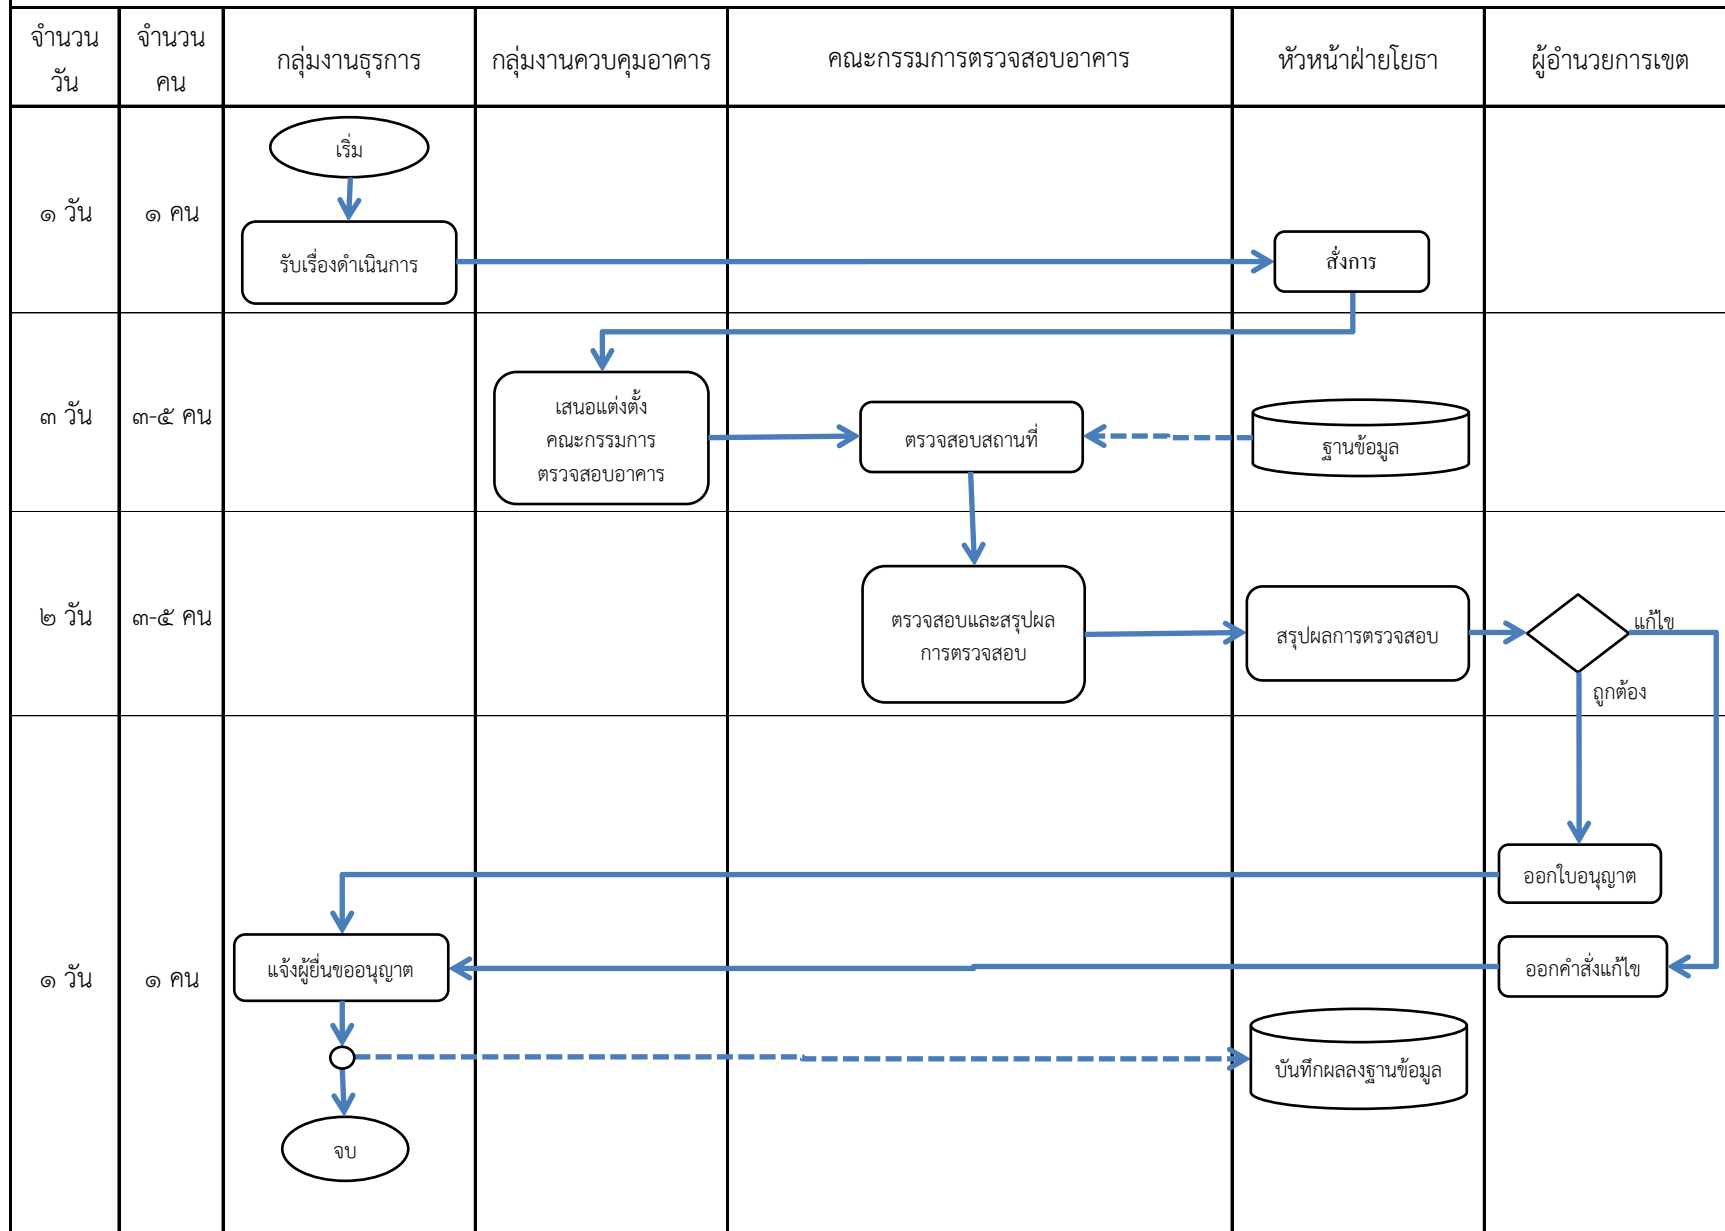 จำนวน
วัน
จำนวน
คน
กลุ่มงานธุรการ
กลุ่มงานควบคุมอาคาร
คณะกรรมการตรวจสอบอาคาร
หัวหน้าฝ่ายโยธา
ผู้อำนวยการเขต
เริ่ม
๑ วัน
๑ คน
รับเรื่องดำเนินการ
สั่งการ
๓ วัน
๓-๕ คน
เสนอแต่งตั้ง
คณะกรรมการ
ตรวจสอบอาคาร
ตรวจสอบสถานที่
ฐานข้อมูล
๒ วัน
๓-๕ คน
ตรวจสอบและสรุปผล
การตรวจสอบ
สรุปผลการตรวจสอบ
แก้ไข
ถูกต้อง
ออกใบอนุญาต
๑ วัน
๑ คน
แจ้งผู้ยื่นขออนุญาต
ออกคำสั่งแก้ไข
บันทึกผลลงฐานข้อมูล
จบ